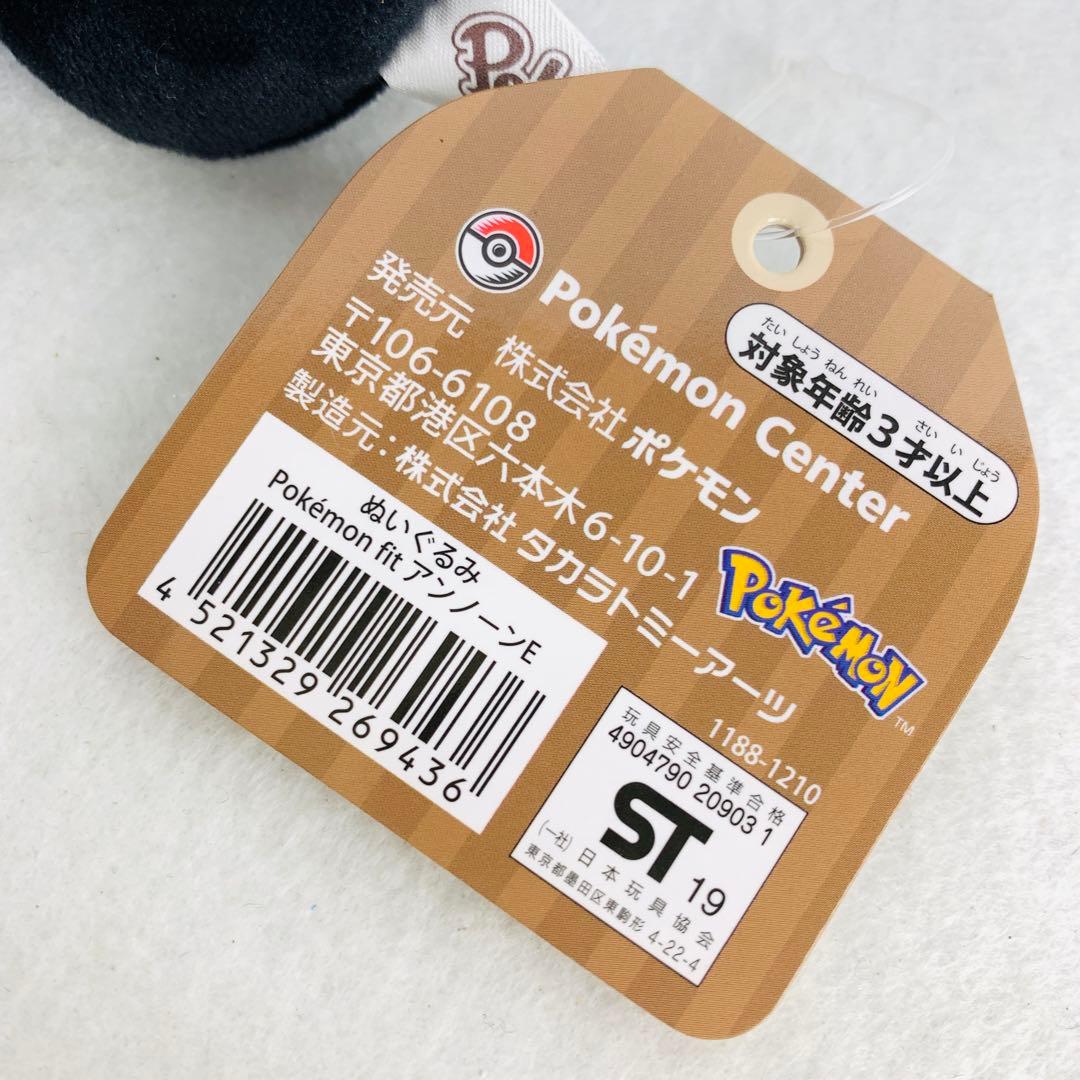 Pok
Pokémon Center
たいしょうねんれい さいいじょう
対象年齢3才以上
発売元 株式会社 ポケモン
〒106-6108
東京都港区六本木6-10-1
製造元:株式会社 タカラトミーアーツ
POKéMON
TM
1188-1210
ぬいぐるみ
Pokémon fit アンノーンE
4 521329 269436
玩具安全基準合格
4904790 20903 1
ST 19
(一社)日本玩具協会
東京都墨田区東駒形 4-22-4